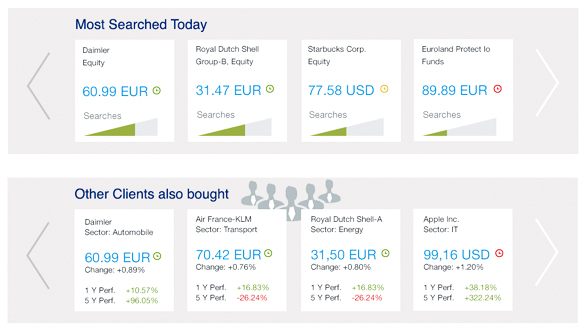 Most Searched Today
Daimler
Equity
60.99 EUR
Searches
Royal Dutch Shell
Group-B, Equity
31.47 EUR
Searches
Starbucks Corp.
Equity
77.58 USD
Searches
Euroland Protect Io
Funds
89.89 EUR
Searches
Other Clients also bought
Daimler
Sector: Automobile
60.99 EUR
Change: +0,89%
1 Y Perf. +10.57%
5 Y Perf. +96.05%
Air France-KLM
Sector: Transport
70.42 EUR
Change: +0.76%
1 Y Perf. +16.83%
5 Y Perf. -26.24%
Royal Dutch Shell-A
Sector: Energy
31,50 EUR
Change: +0.80%
1 Y Perf. +16.83%
5 Y Perf. -26.24%
Apple Inc.
Sector: IT
99,16 USD
Change: +1.20%
1 Y Perf. +38.18%
5 Y Perf. +322.24%